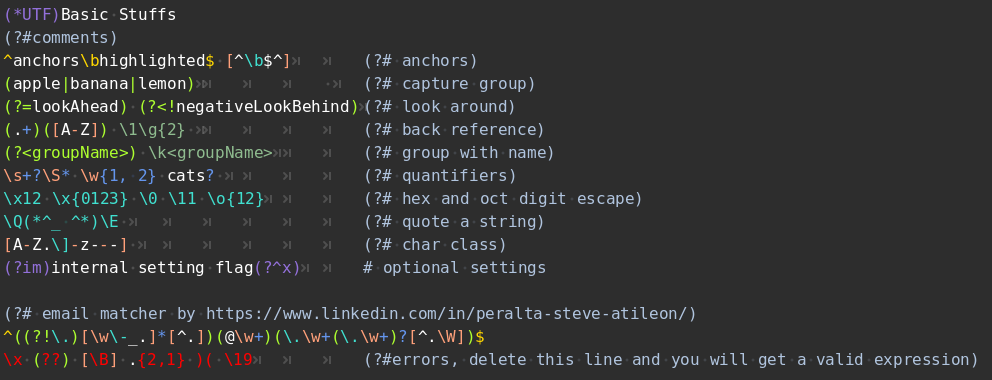 (*UTF)Basic Stuffs
(?#comments)
^anchors\bhighlighted$ [^\b$^] (?# anchors)
(apple|banana|lemon) (?# capture group)
(?=lookAhead) (?<!negativeLookBehind) (?# look around)
(.+)([A-Z]) \1\g{2} (?# back reference)
(?<groupName>) \k<groupName> (?# group with name)
\s+?\S* \w{1, 2} cats? (?# quantifiers)
\x12 \x{0123} \0 \11 \o{12} (?# hex and oct digit escape)
\Q(*^_ ^*)\E (?# quote a string)
[A-Z.\]-z---] (?# char class)
(?im)internal setting flag(?^x) # optional settings
(?# email matcher by https://www.linkedin.com/in/peralta-steve-atileon/)
^((?!\.)[\w\-_.]*[^.])(@\w+)(\.\w+(\.\w+)?[^.\W])$
\x (??) [\B] .{2,1} )( \19 (?#errors, delete this line and you will get a valid expression)